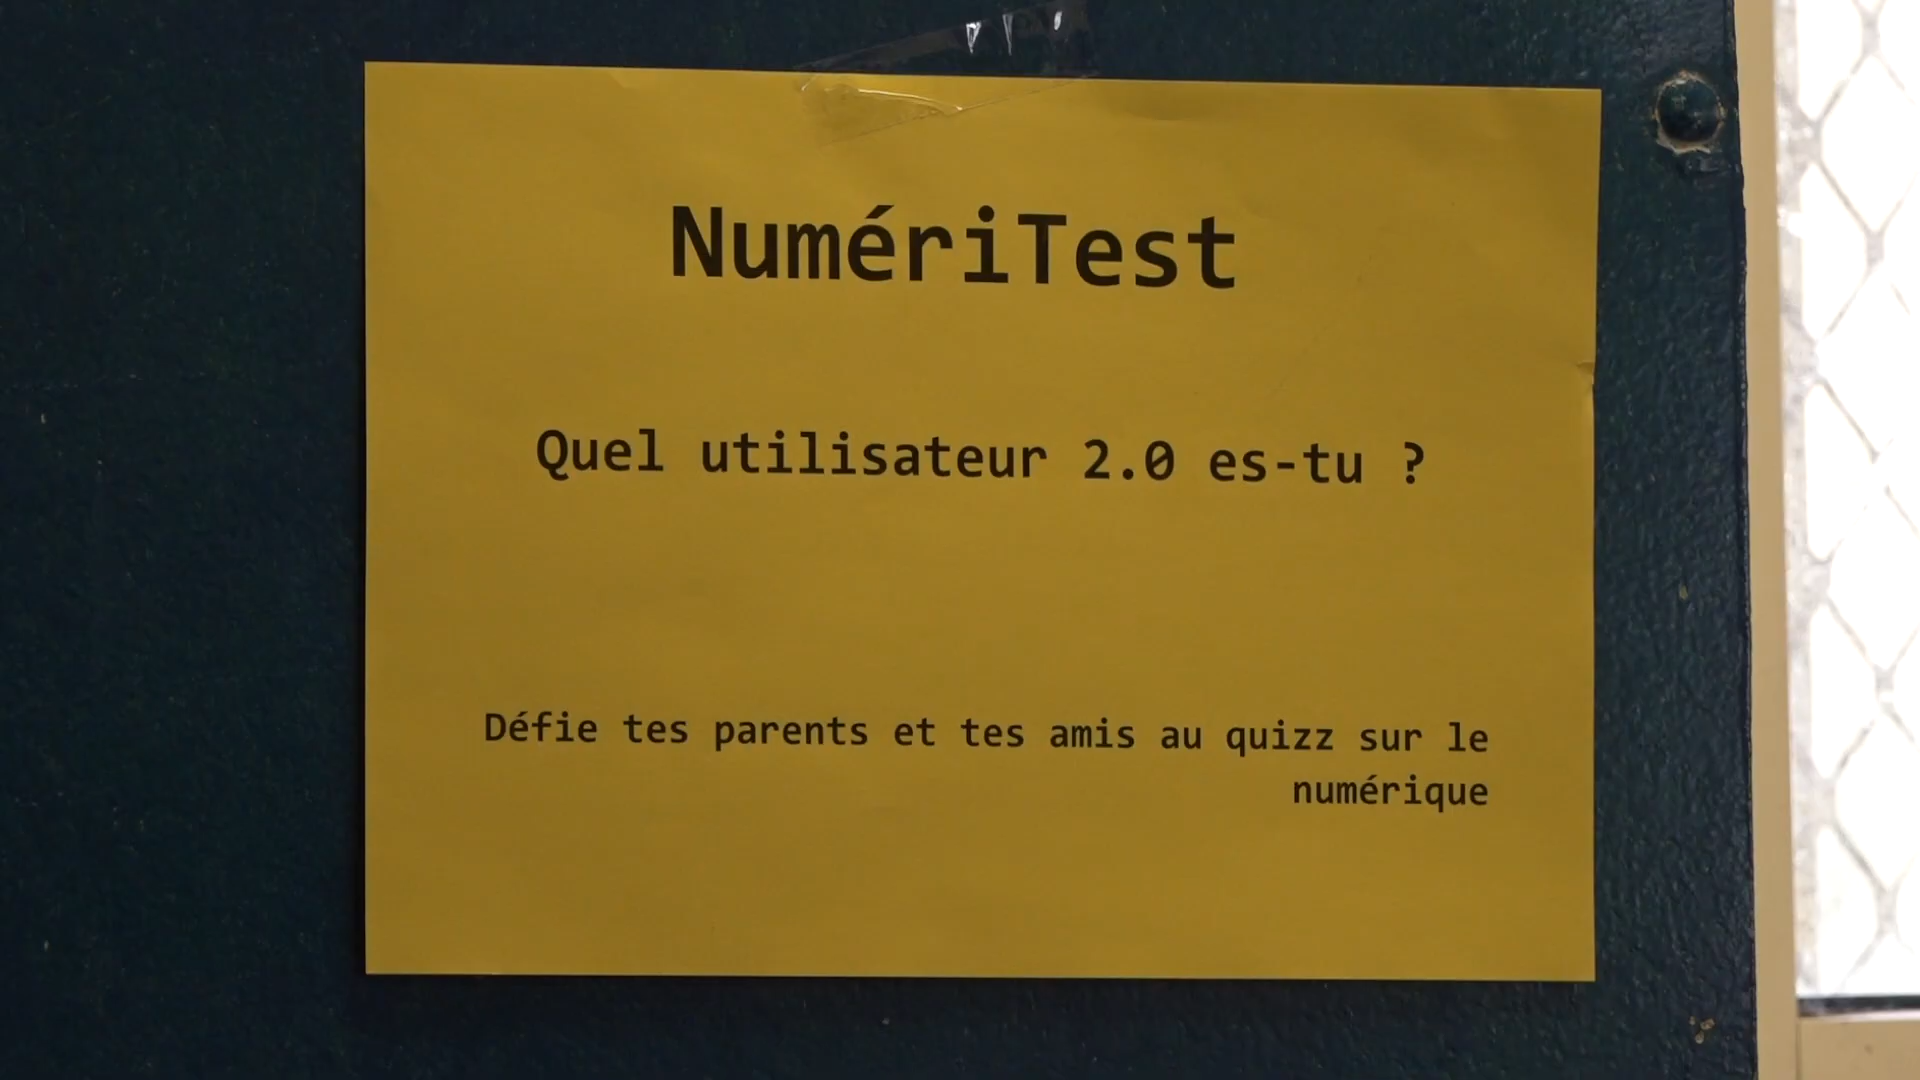 NumériTest
Quel utilisateur 2.0 es-tu ?
Défie tes parents et tes amis au quizz sur le
numérique